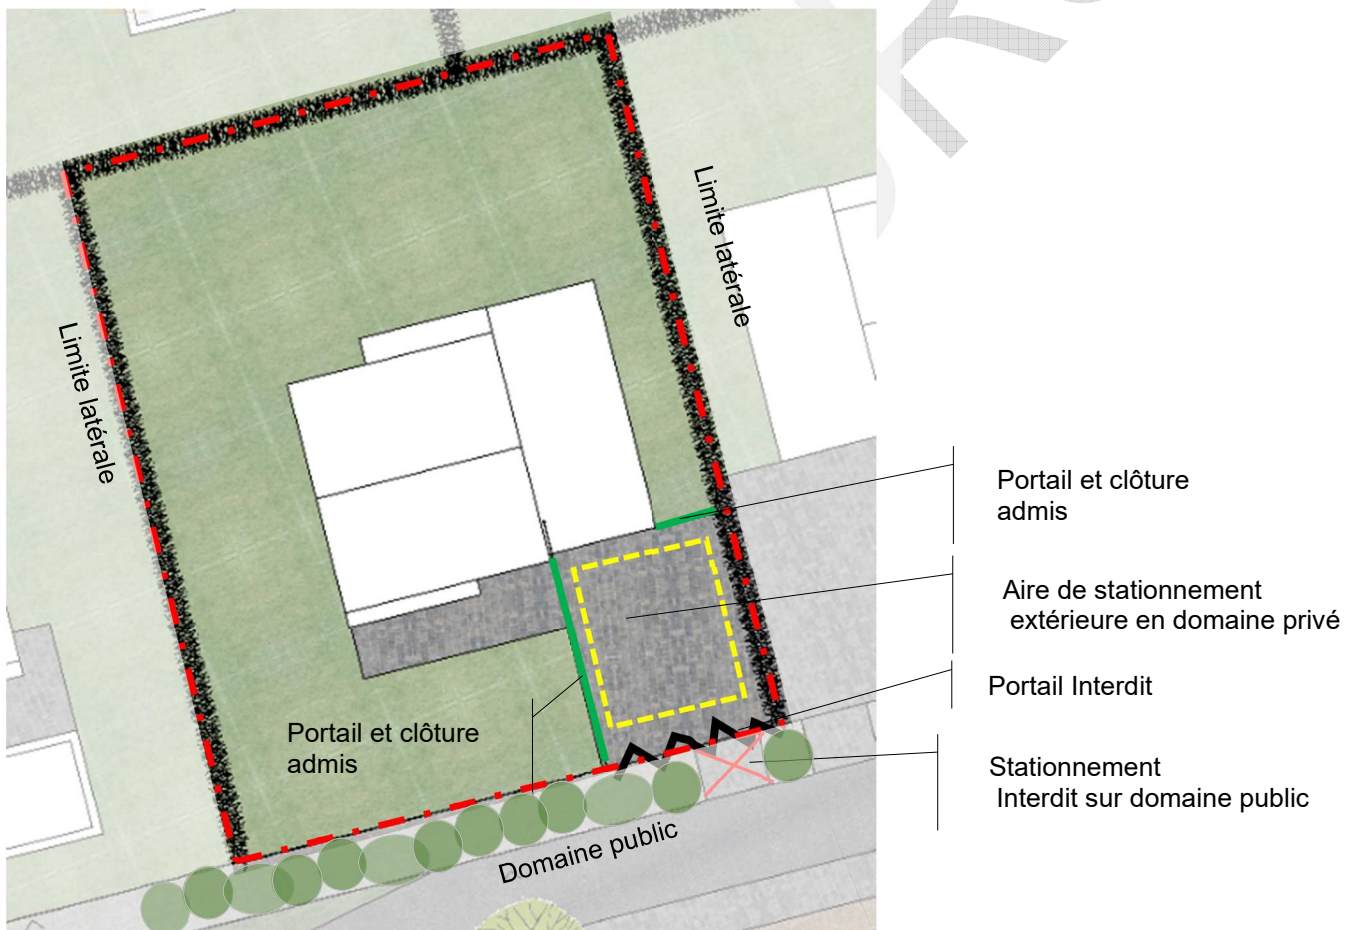 Limite latérale
Limite latérale
Portail et clôture
admis
Aire de stationnement
extérieure en domaine privé
Portail Interdit
Portail et clôture
admis
Stationnement
Interdit sur domaine public
Domaine public